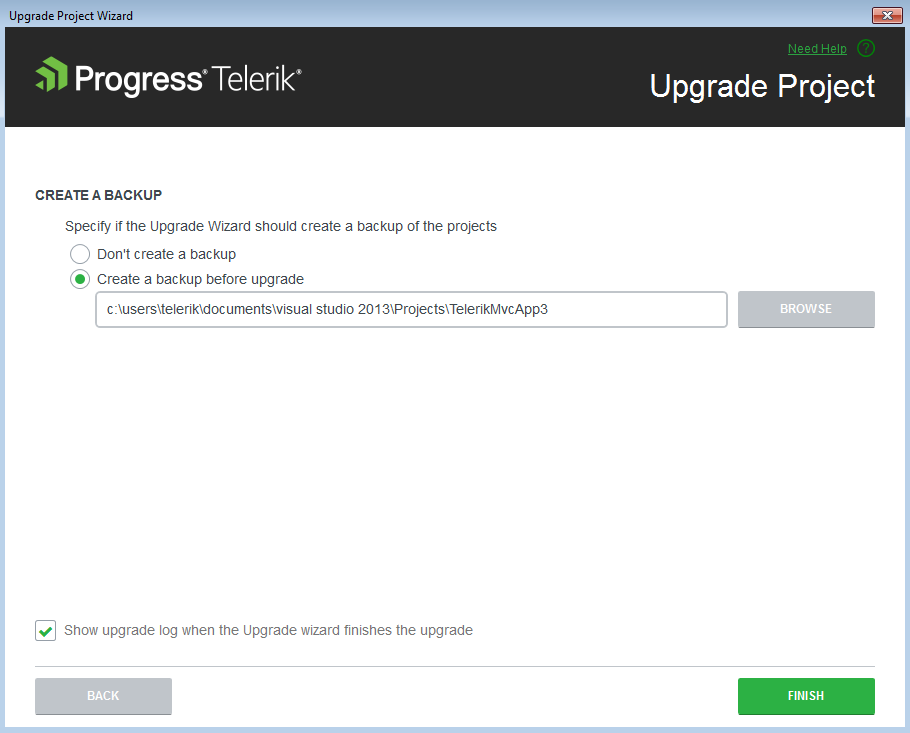 Upgrade Project Wizard
Need Help ?
Progress® Telerik®
Upgrade Project
CREATE A BACKUP
Specify if the Upgrade Wizard should create a backup of the projects
Don't create a backup
Create a backup before upgrade
c:\users\telerik\documents\visual studio 2013\Projects\TelerikMvcApp3
BROWSE
Show upgrade log when the Upgrade wizard finishes the upgrade
BACK
FINISH